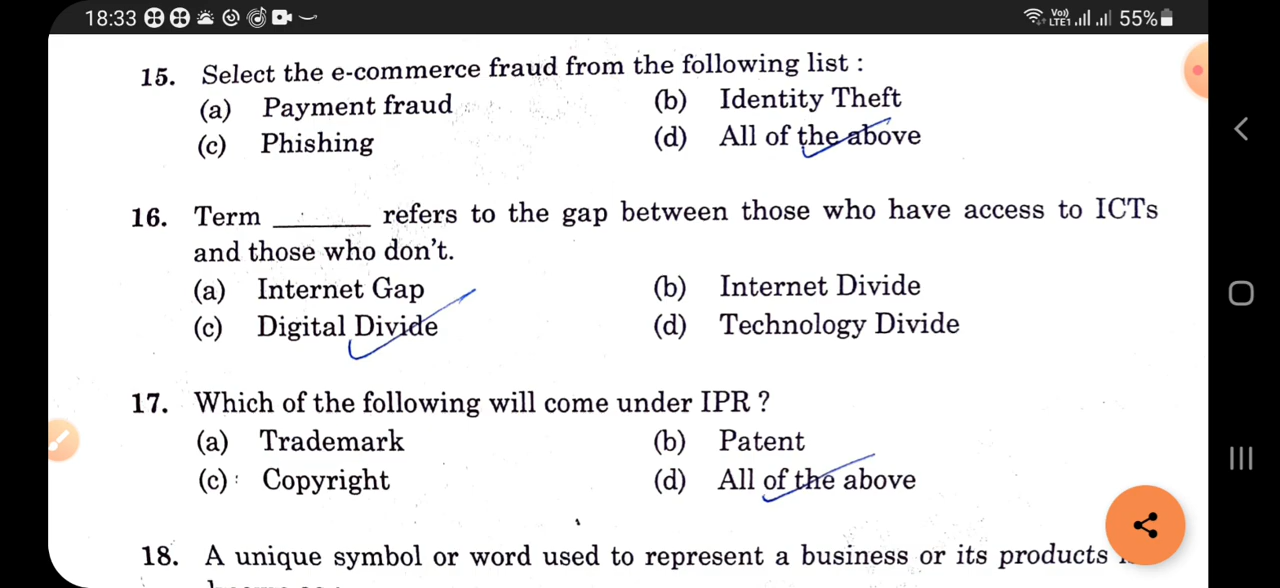 18:33
Vo)
LTE1
55%
15. Select the e-commerce fraud from the following list :
(a) Payment fraud (b) Identity Theft
(c) Phishing (d) All of the above
16. Term ______ refers to the gap between those who have access to ICTs
and those who don't.
(a) Internet Gap (b) Internet Divide
(c) Digital Divide (d) Technology Divide
17. Which of the following will come under IPR ?
(a) Trademark (b) Patent
(c) Copyright (d) All of the above
18. A unique symbol or word used to represent a business or its products